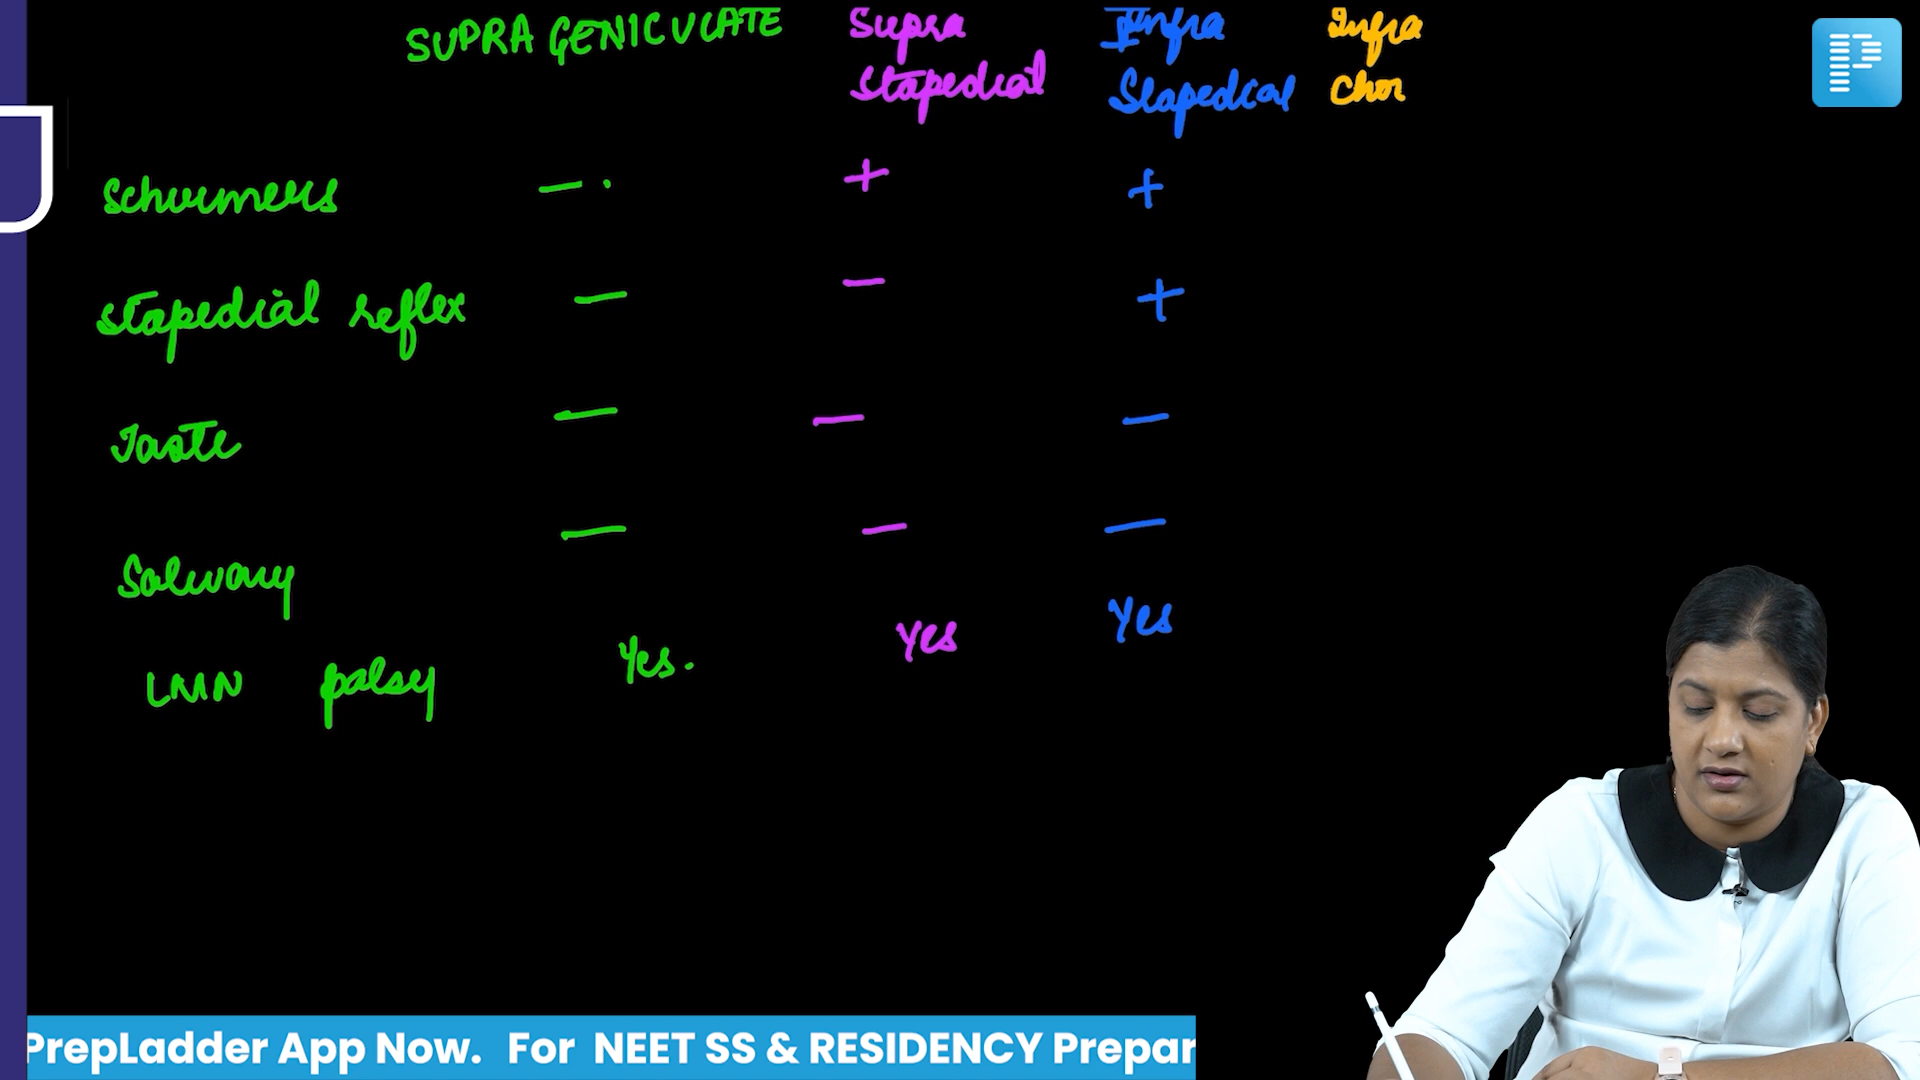 SUPRA GENICULATE Supra Infra Infra
Stapedial Stapedial Chor
Schirmers — . + +
Stapedial reflex — — +
Taste — — —
Salivary — — —
LMN palsy Yes. Yes Yes
PrepLadder App Now. For NEET SS & RESIDENCY Prepar